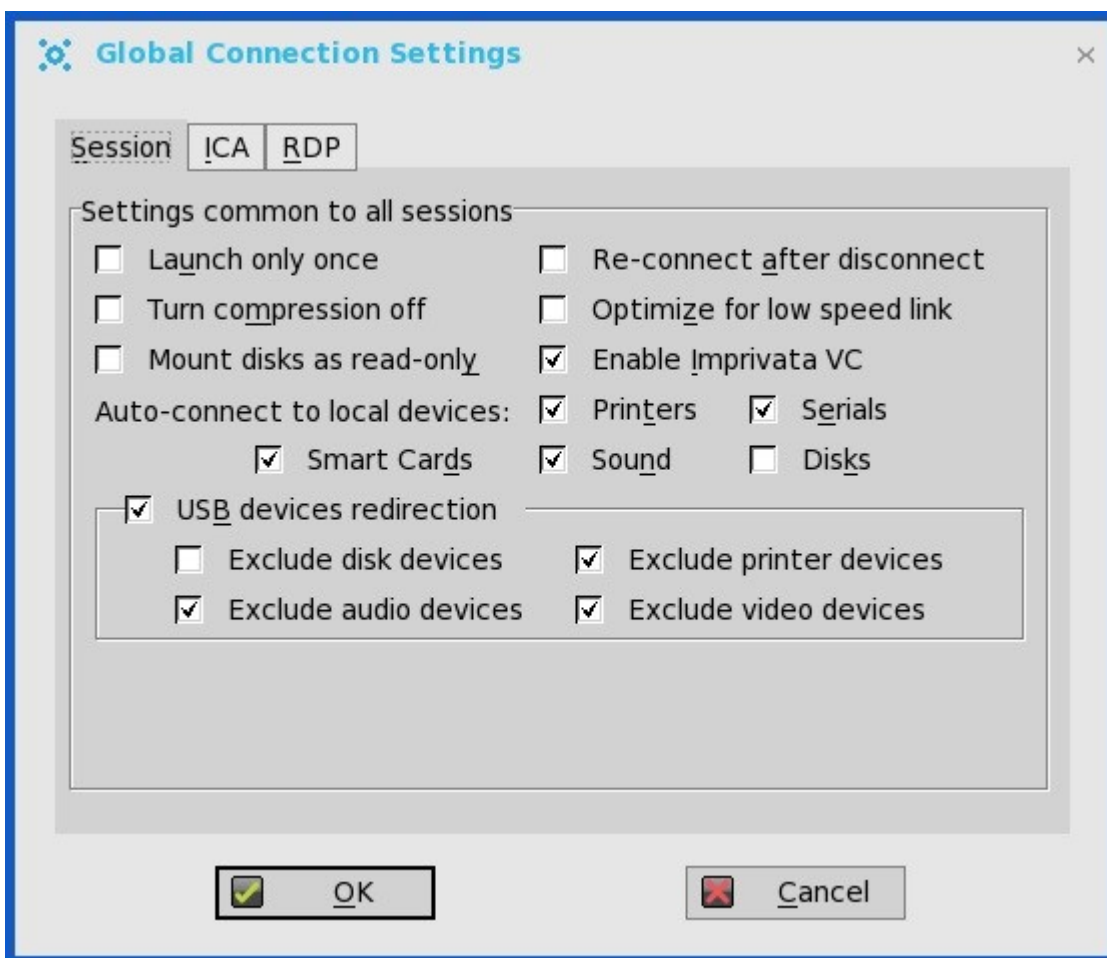 Global Connection Settings
Session ICA RDP
Settings common to all sessions
Launch only once Re-connect after disconnect
Turn compression off Optimize for low speed link
Mount disks as read-only Enable Imprivata VC
Auto-connect to local devices: Printers Serials
Smart Cards Sound Disks
USB devices redirection
Exclude disk devices Exclude printer devices
Exclude audio devices Exclude video devices
OK Cancel